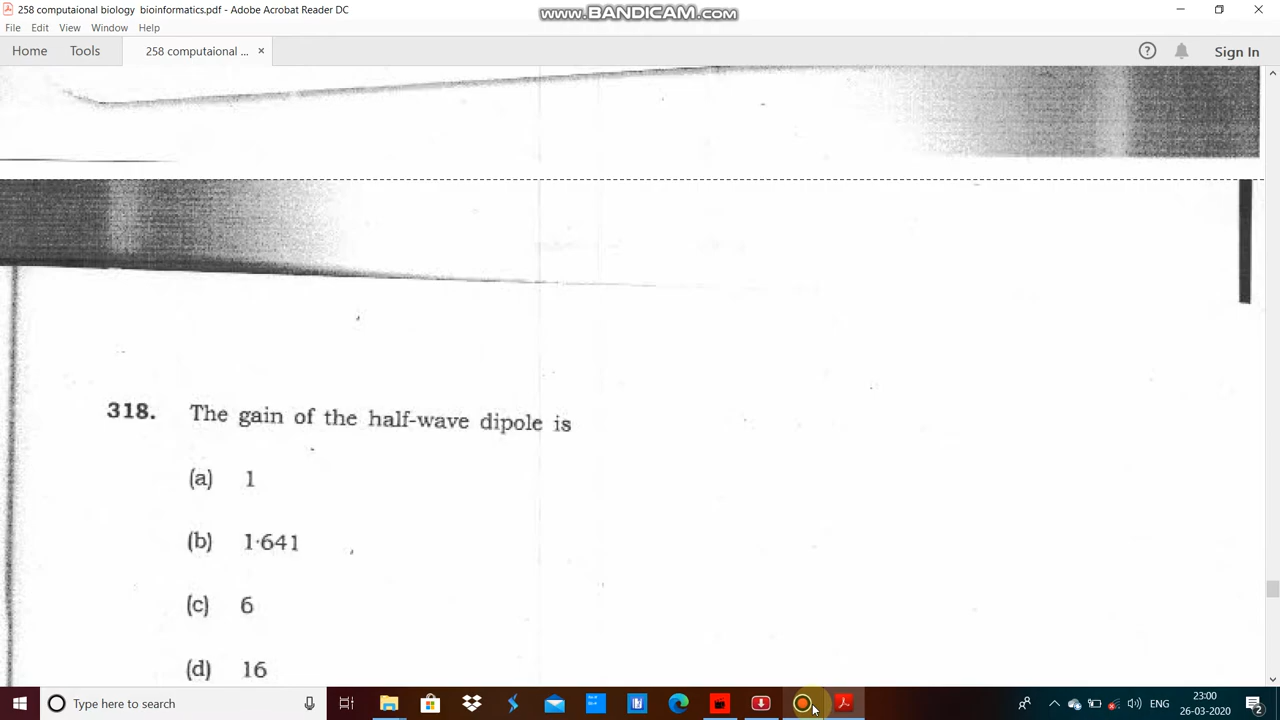 258 computaional biology bioinformatics.pdf - Adobe Acrobat Reader DC
www.BANDICAM.com
File Edit View Window Help
Home Tools 258 computaional ... × Sign In
318. The gain of the half-wave dipole is
(a) 1
(b) 1·641
(c) 6
(d) 16
Type here to search
ENG
23:00
26-03-2020
2